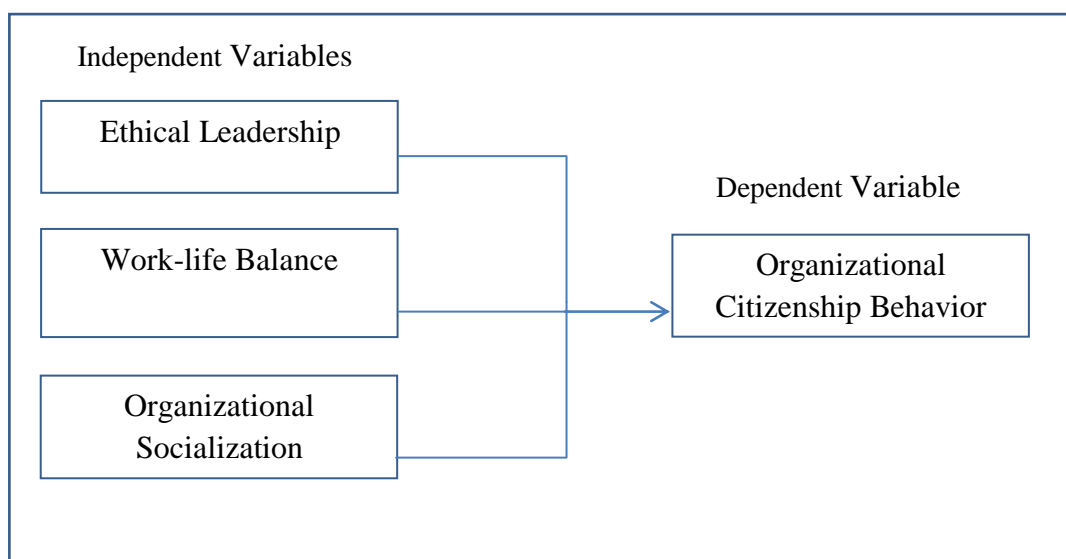 Independent Variables
Ethical Leadership
Work-life Balance
Organizational
Socialization
Dependent Variable
Organizational
Citizenship Behavior